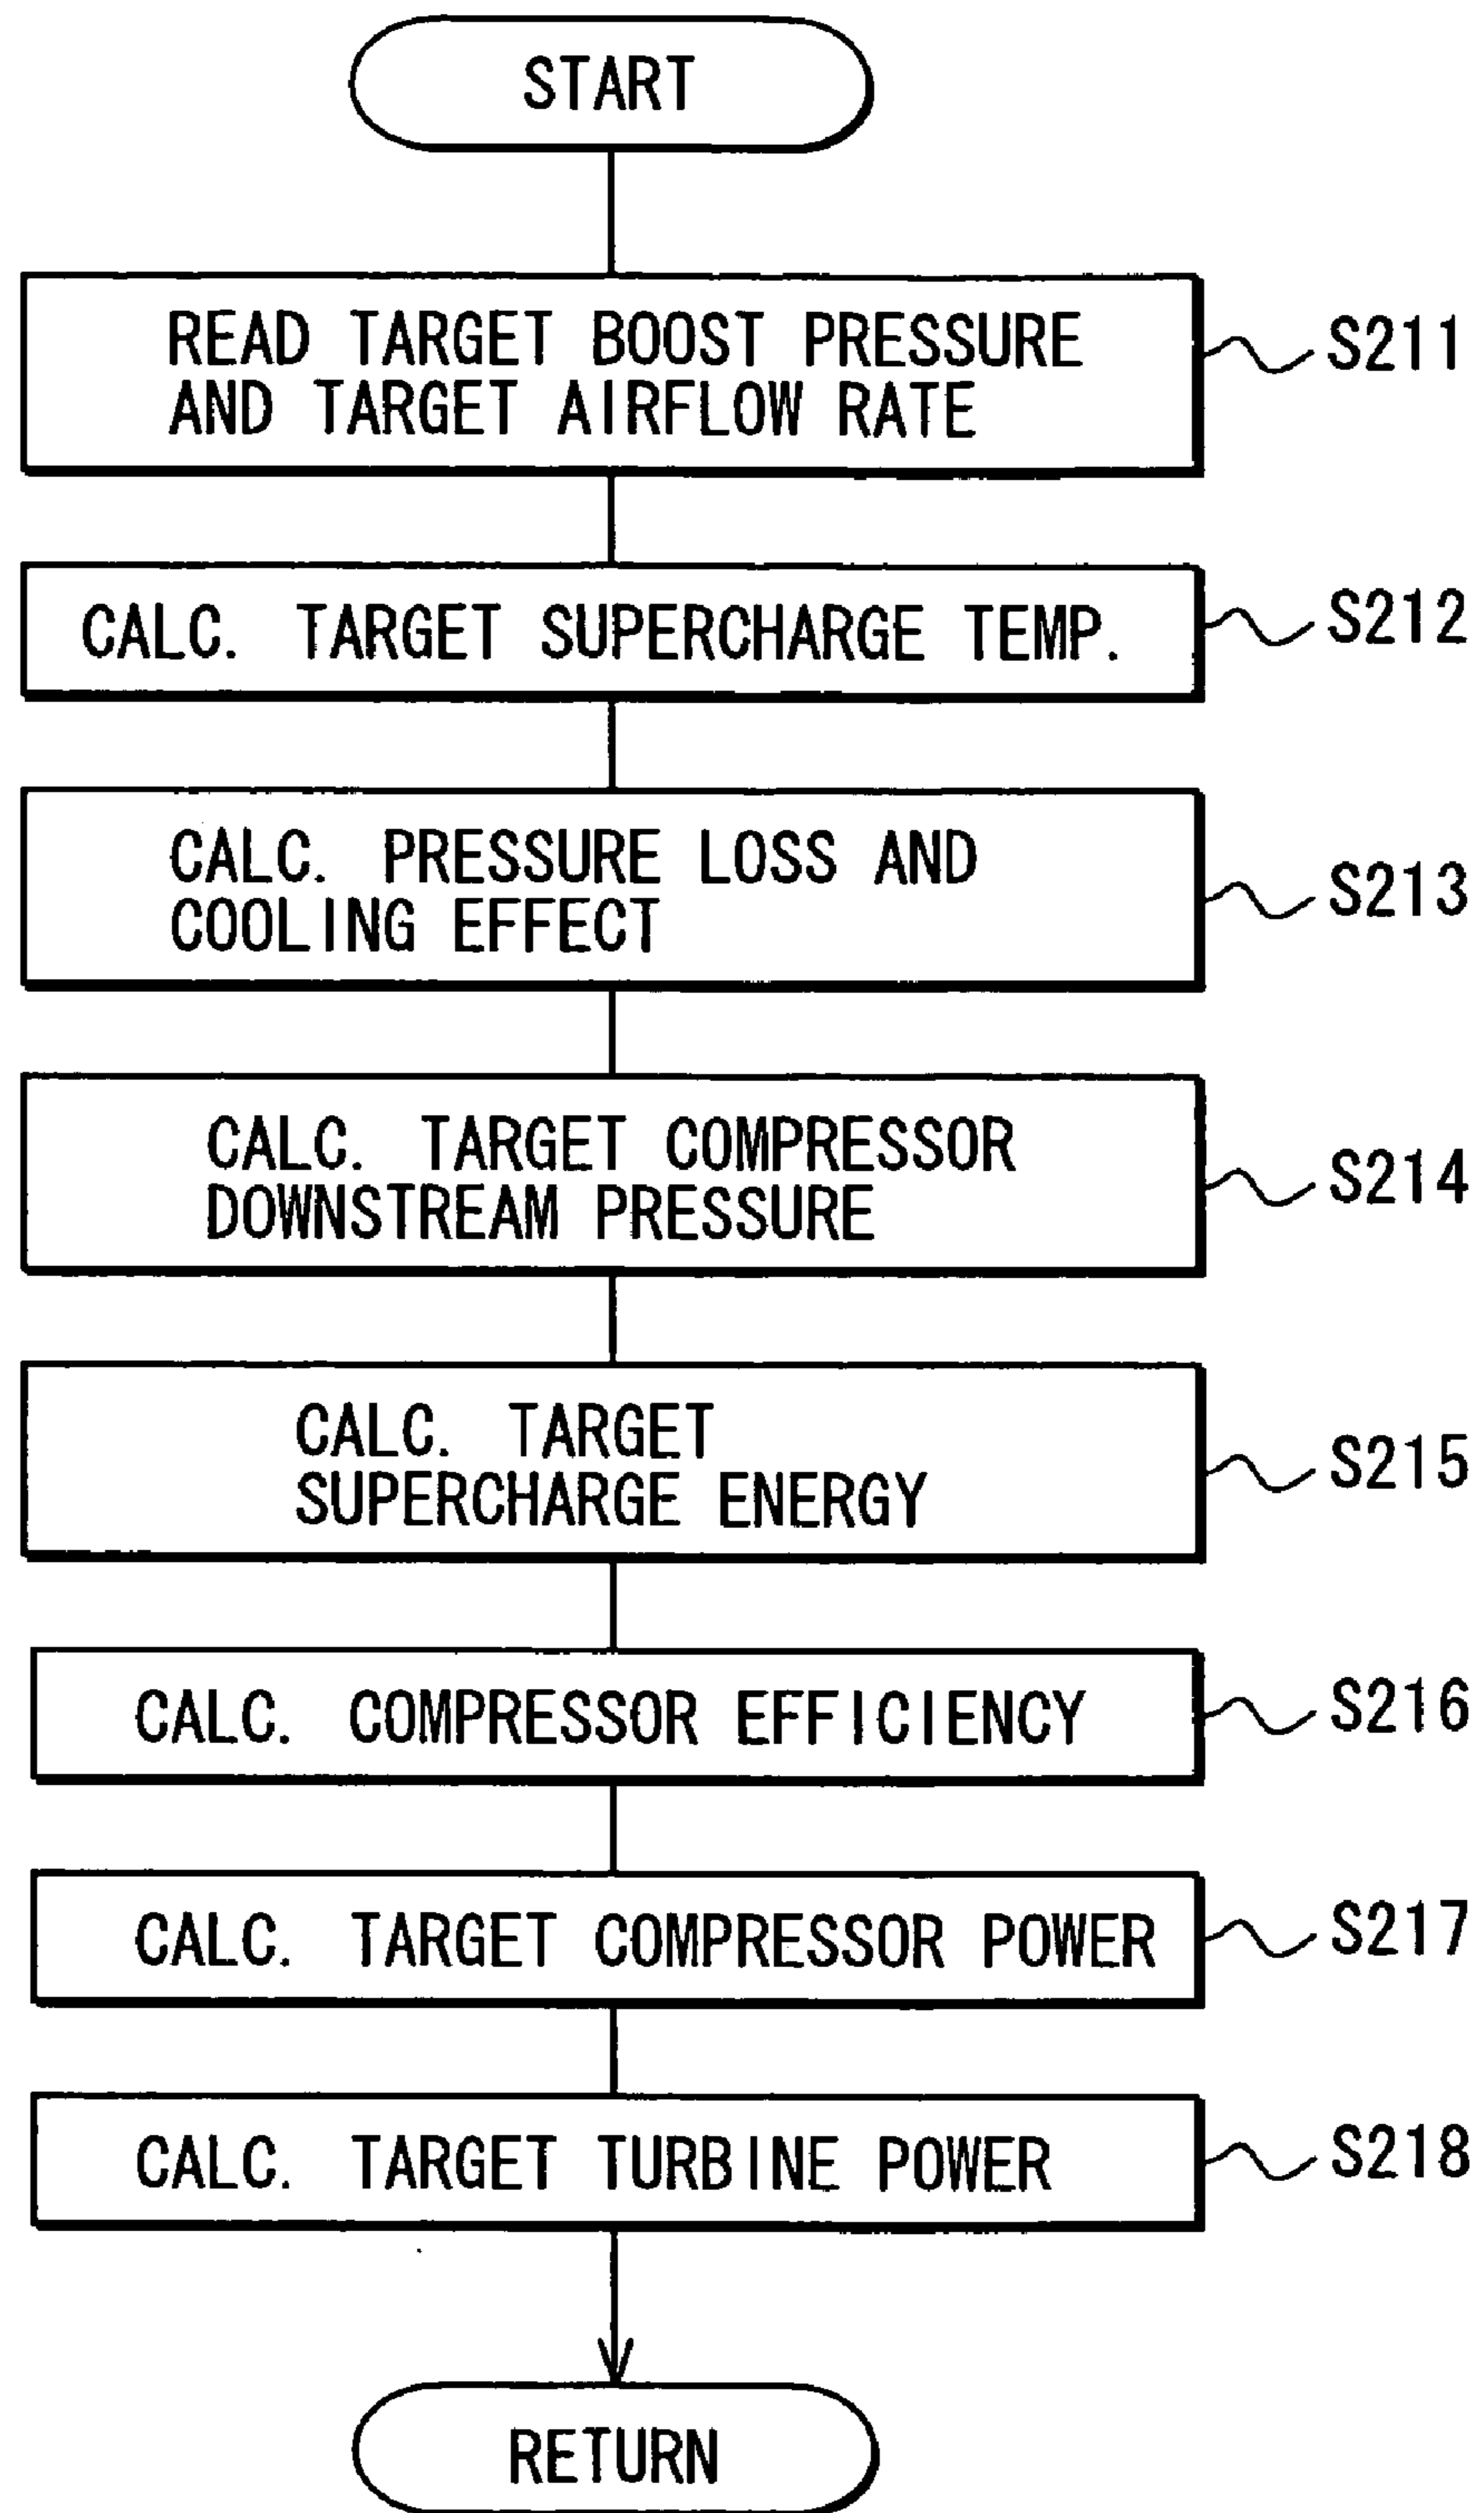 START
READ TARGET BOOST PRESSURE
AND TARGET AIRFLOW RATE
S211
CALC. TARGET SUPERCHARGE TEMP.
S212
CALC. PRESSURE LOSS AND
COOLING EFFECT
S213
CALC. TARGET COMPRESSOR
DOWNSTREAM PRESSURE
S214
CALC. TARGET
SUPERCHARGE ENERGY
S215
CALC. COMPRESSOR EFFICIENCY
S216
CALC. TARGET COMPRESSOR POWER
S217
CALC. TARGET TURBINE POWER
S218
RETURN